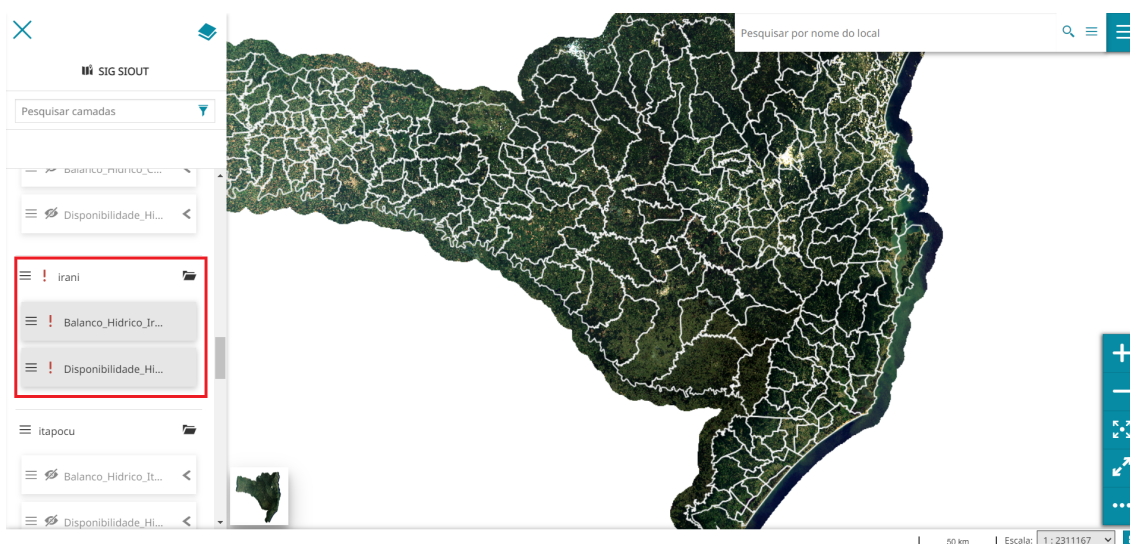 SIG SIOUT
Pesquisar por nome do local
Pesquisar camadas
Balanco_Hidrico_C...
Disponibilidade_Hi...
irani
Balanco_Hidrico_Ir...
Disponibilidade_Hi...
itapocu
Balanco_Hidrico_It...
Disponibilidade_Hi...
50 km Escala: 1 : 2311167